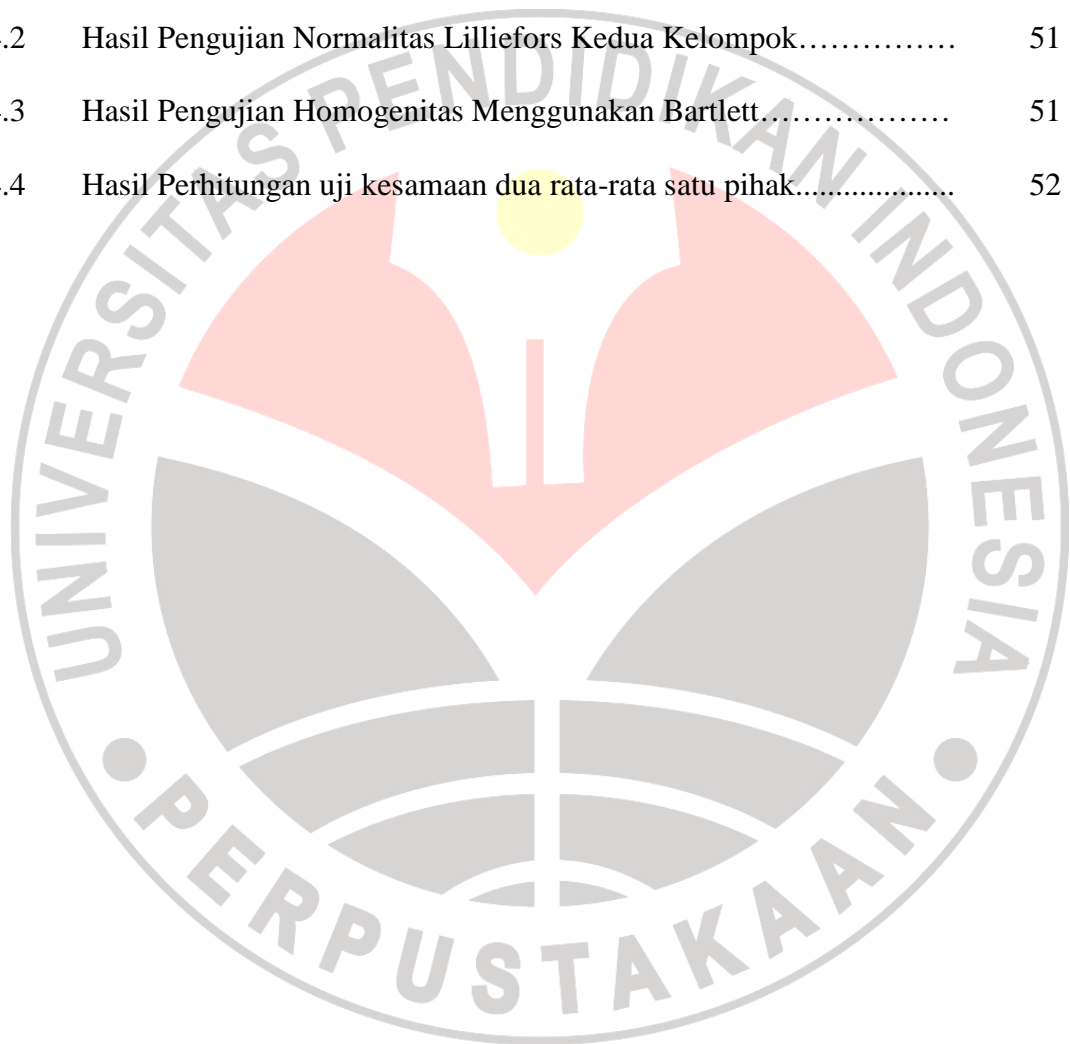 .2 Hasil Pengujian Normalitas Lilliefors Kedua Kelompok…………… 51
.3 Hasil Pengujian Homogenitas Menggunakan Bartlett……………… 51
.4 Hasil Perhitungan uji kesamaan dua rata-rata satu pihak.................... 52
UNIVERSITAS PENDIDIKAN INDONESIA
PERPUSTAKAAN